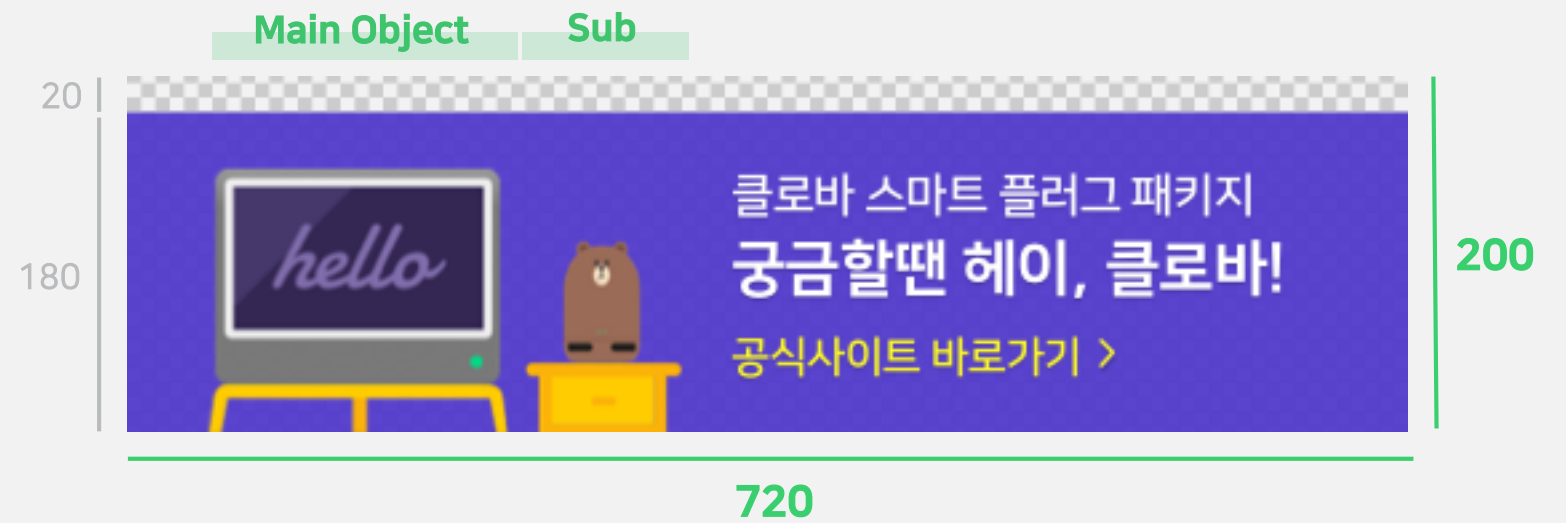 Main Object Sub
20
180
hello
클로바 스마트 플러그 패키지
궁금할땐 헤이, 클로바!
공식사이트 바로가기 >
200
720